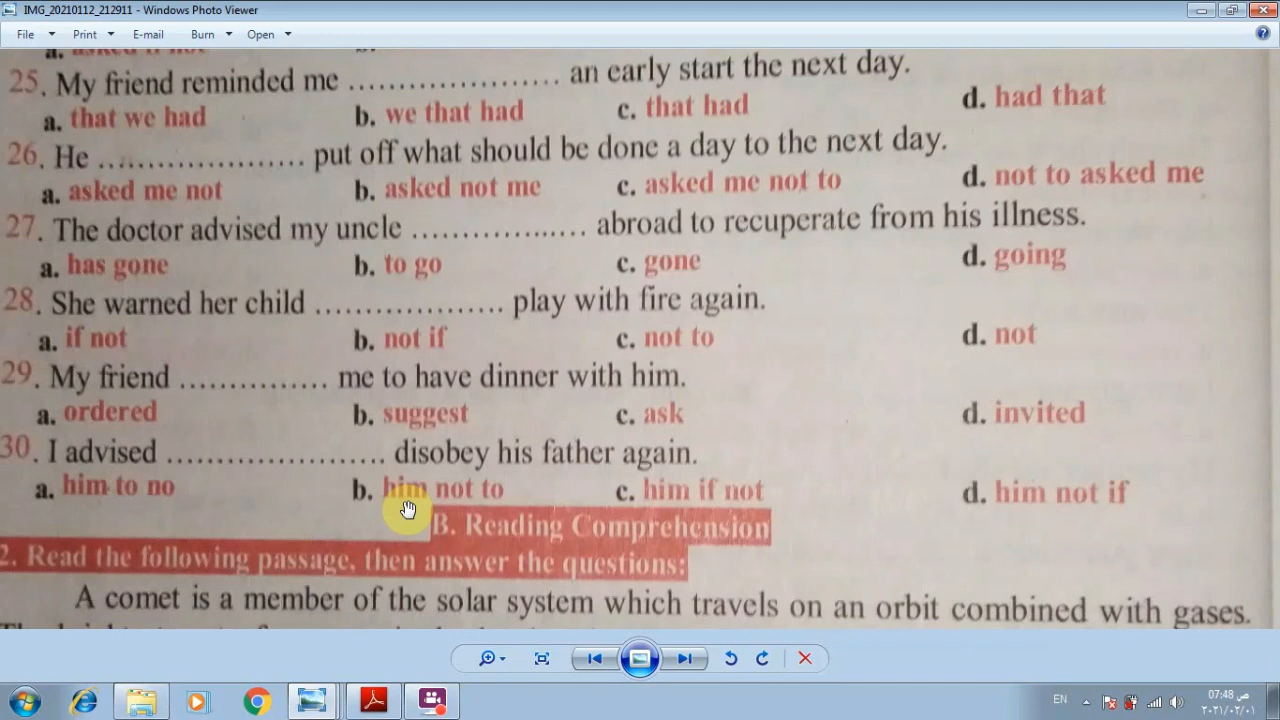 IMG_20210112_212911 - Windows Photo Viewer
File Print E-mail Burn Open
25. My friend reminded me ..................... an early start the next day.
a. that we had b. we that had c. that had d. had that
26. He ..................... put off what should be done a day to the next day.
a. asked me not b. asked not me c. asked me not to d. not to asked me
27. The doctor advised my uncle ..................... abroad to recuperate from his illness.
a. has gone b. to go c. gone d. going
28. She warned her child ................... play with fire again.
a. if not b. not if c. not to d. not
29. My friend ............... me to have dinner with him.
a. ordered b. suggest c. ask d. invited
30. I advised ...................... disobey his father again.
a. him to no b. him not to c. him if not d. him not if
B. Reading Comprehension
2. Read the following passage, then answer the questions:
A comet is a member of the solar system which travels on an orbit combined with gases.
EN
07:48 ص
٢٠٢١/٠٢/٠١